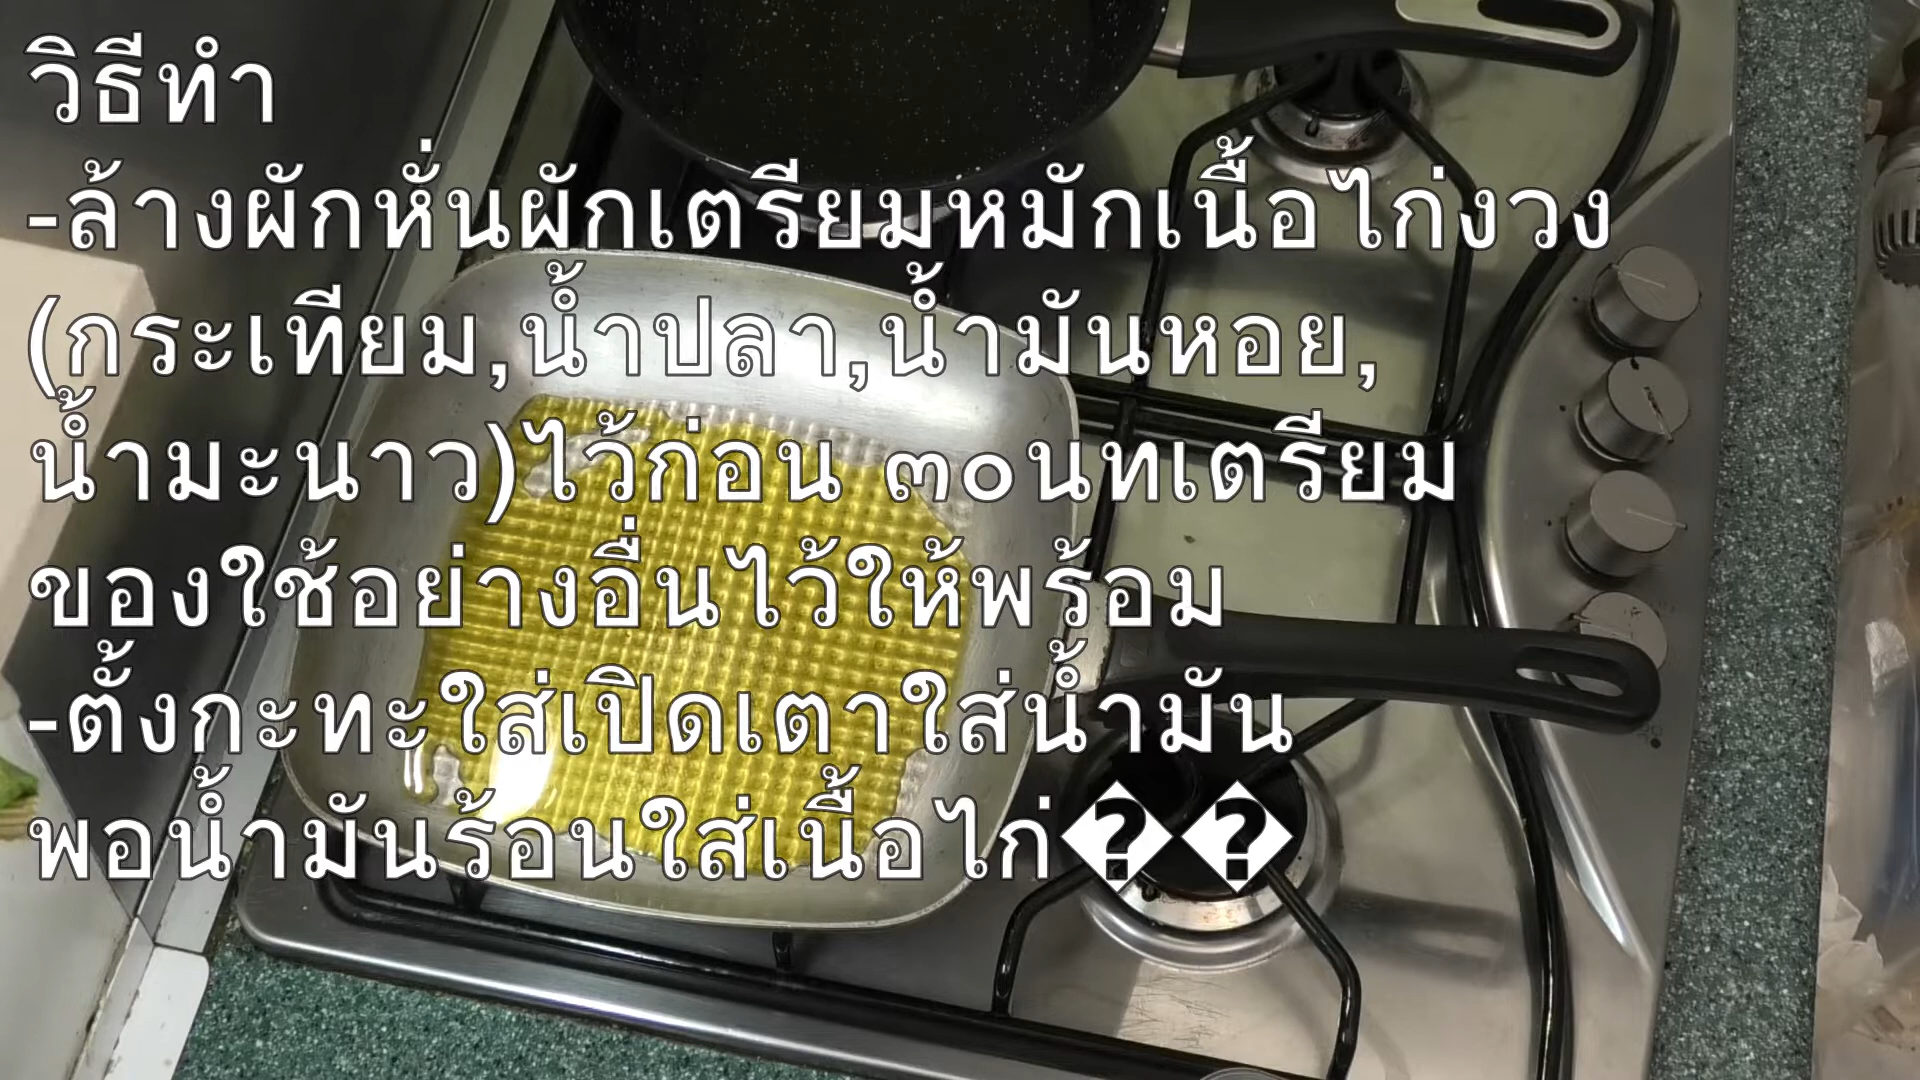 วิธีทำ
-ล้างผักหั่นผักเตรียมหมักเนื้อไก่งวง
(กระเทียม,น้ำปลา,น้ำมันหอย,
น้ำมะนาว)ไว้ก่อน ๓๐นทเตรียม
ของใช้อย่างอื่นไว้ให้พร้อม
-ตั้งกะทะใส่เปิดเตาใส่น้ำมัน
พอน้ำมันร้อนใส่เนื้อไก่��